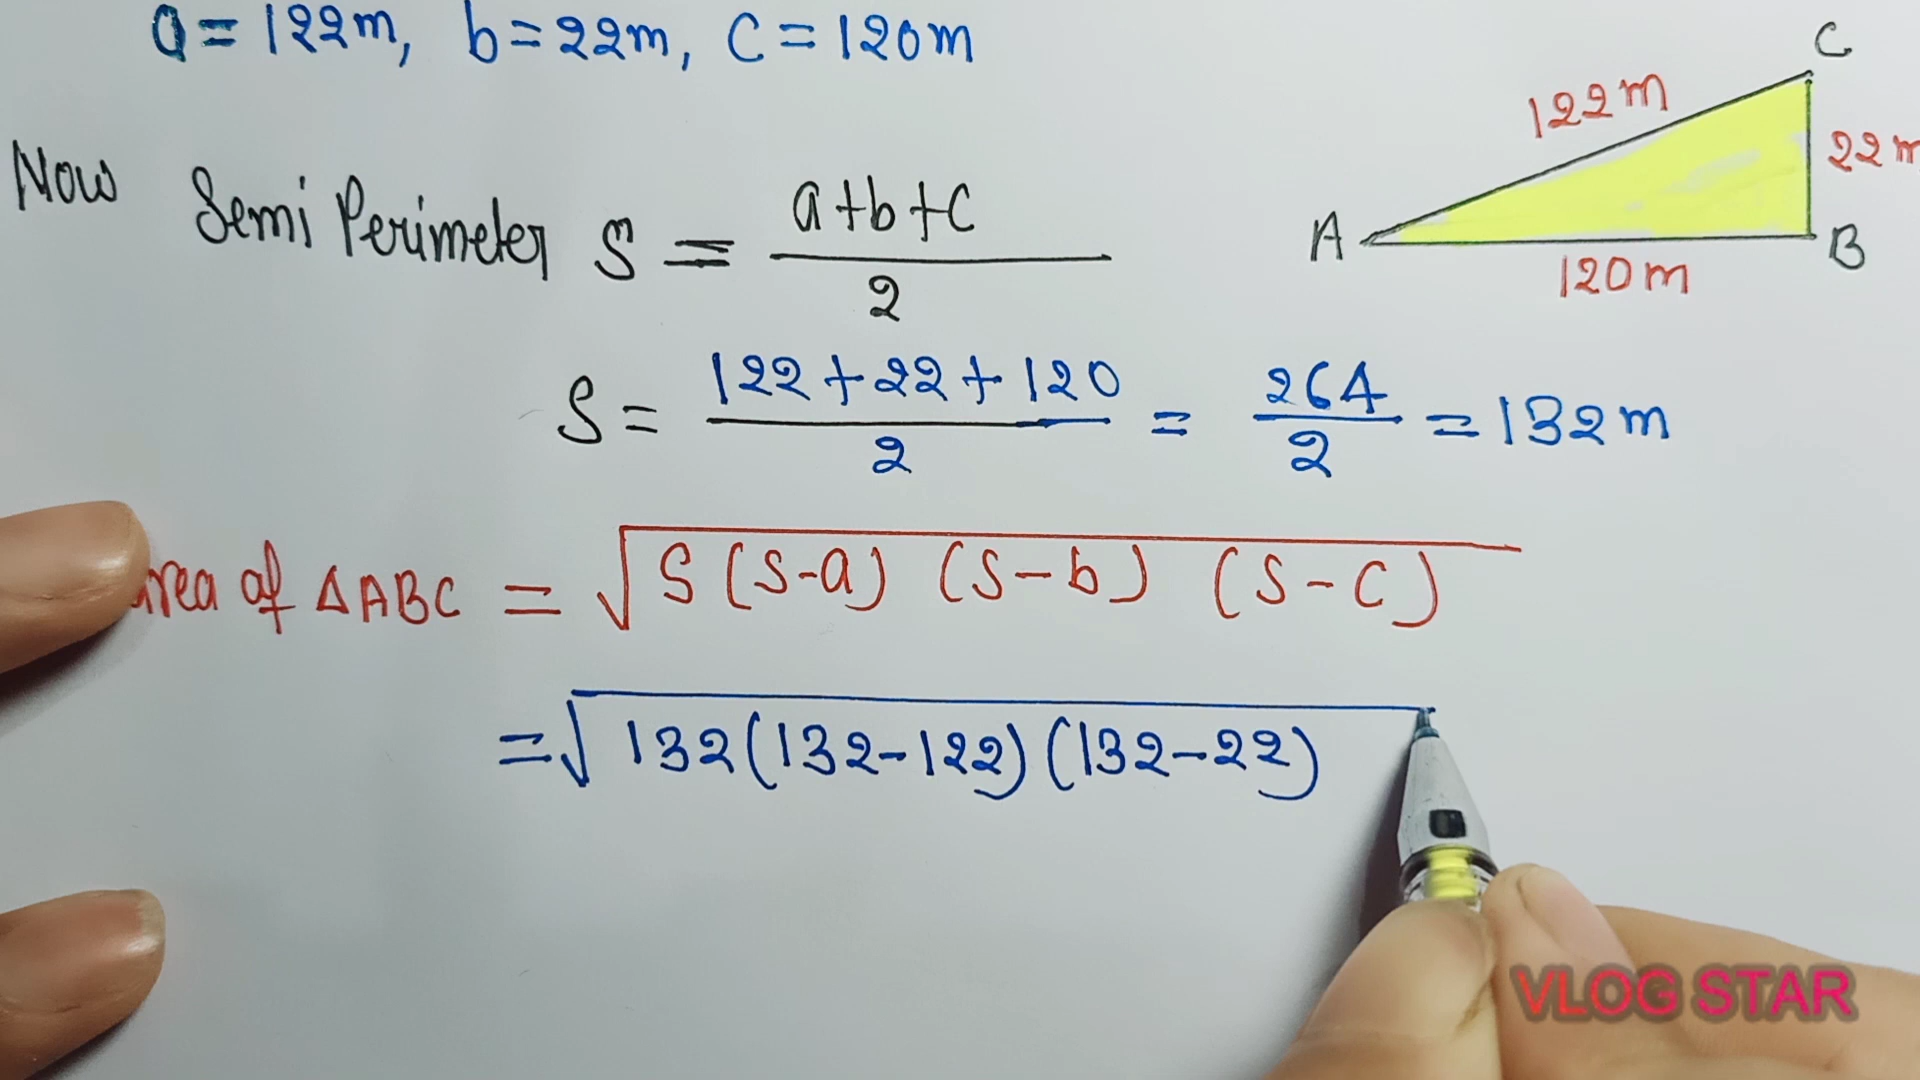 a = 122m, b = 22m, c = 120m
C
122m
22m
Now Semi Perimeter S = a+b+c
2
A
B
120m
S = 122 + 22 + 120 = 264 = 132m
2 2
area of ΔABC = √S(S-a) (S-b) (S-c)
= √132(132-122)(132-22)
VLOG STAR